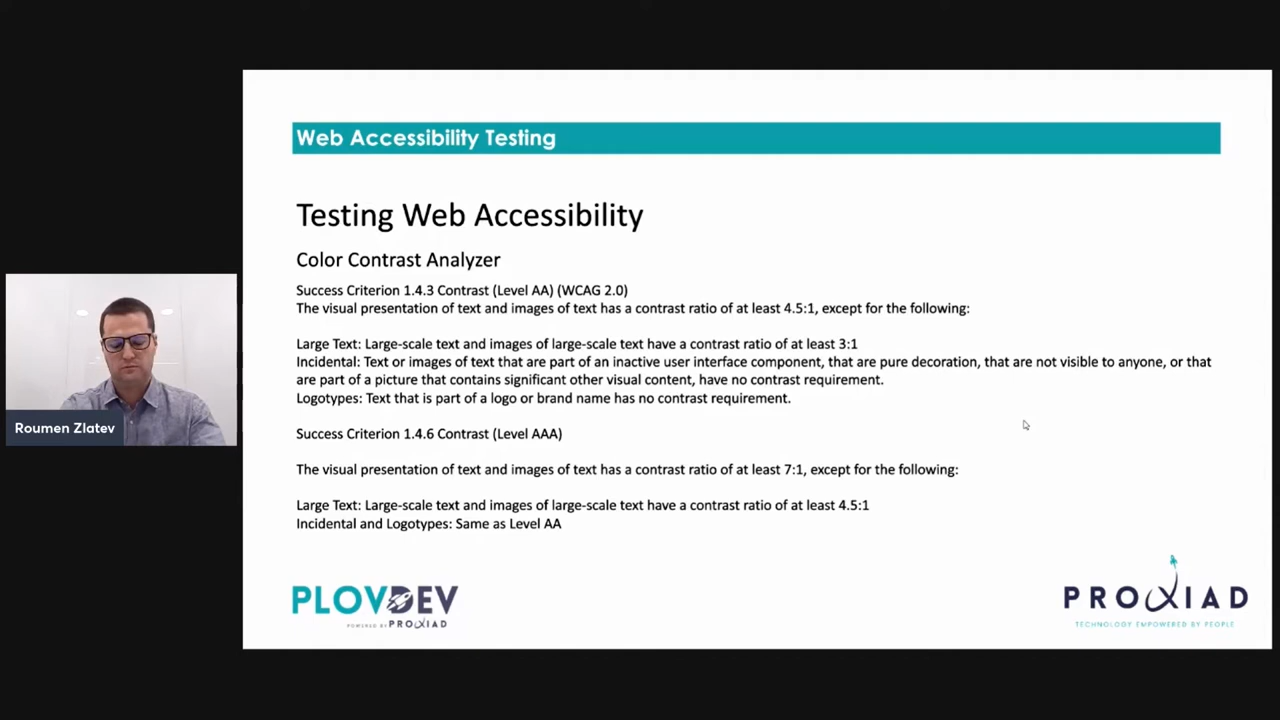 Web Accessibility Testing
Testing Web Accessibility
Color Contrast Analyzer
Success Criterion 1.4.3 Contrast (Level AA) (WCAG 2.0)
The visual presentation of text and images of text has a contrast ratio of at least 4.5:1, except for the following:
Large Text: Large-scale text and images of large-scale text have a contrast ratio of at least 3:1
Incidental: Text or images of text that are part of an inactive user interface component, that are pure decoration, that are not visible to anyone, or that
are part of a picture that contains significant other visual content, have no contrast requirement.
Logotypes: Text that is part of a logo or brand name has no contrast requirement.
Roumen Zlatev
Success Criterion 1.4.6 Contrast (Level AAA)
The visual presentation of text and images of text has a contrast ratio of at least 7:1, except for the following:
Large Text: Large-scale text and images of large-scale text have a contrast ratio of at least 4.5:1
Incidental and Logotypes: Same as Level AA
PLOVDEV
POWERED BY PROXIAD
PROXIAD
TECHNOLOGY EMPOWERED BY PEOPLE